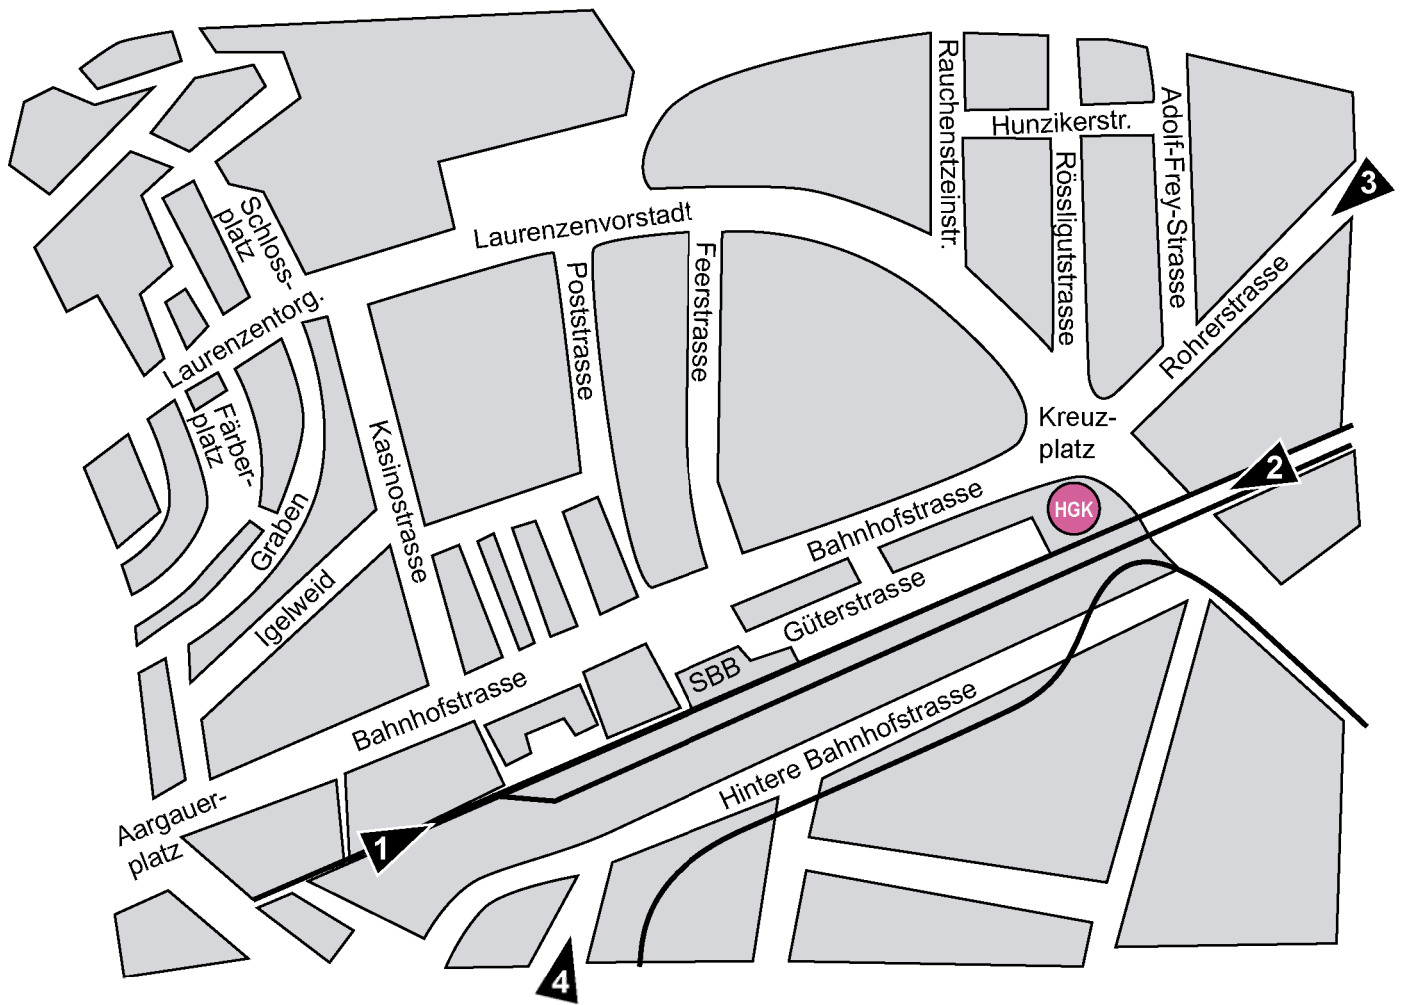 Rauchenstzeinstr.
Hunzikerstr.
Adolf-Frey-Strasse
Rössligutstrasse
3
Schloss-
platz
Laurenzenvorstadt
Laurenzentorg.
Poststrasse
Feerstrasse
Rohrerstrasse
Färber-
platz
Kasinostrasse
Kreuz-
platz
2
Graben
Bahnhofstrasse
HGK
Igelweid
Güterstrasse
SBB
Bahnhofstrasse
Hintere Bahnhofstrasse
Aargauer-
platz
1
4